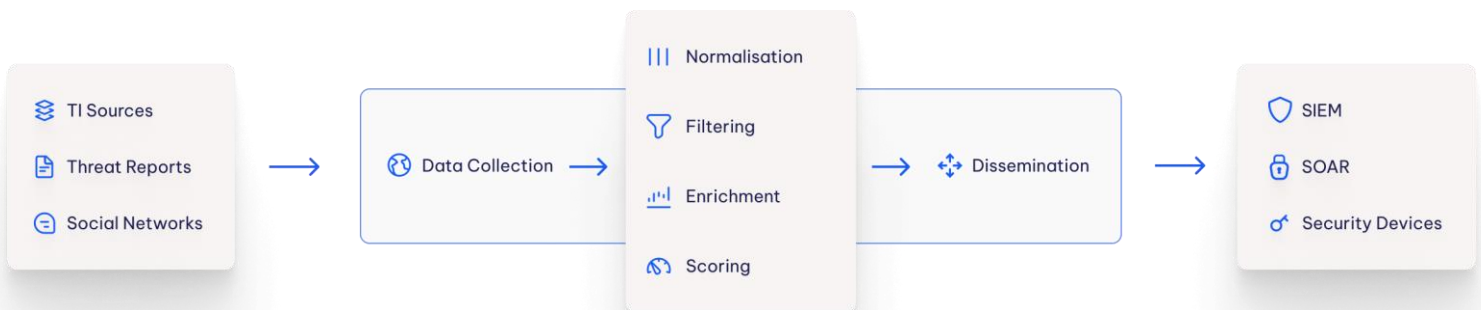 TI Sources
Threat Reports
Social Networks
Data Collection
Normalisation
Filtering
Enrichment
Scoring
Dissemination
SIEM
SOAR
Security Devices